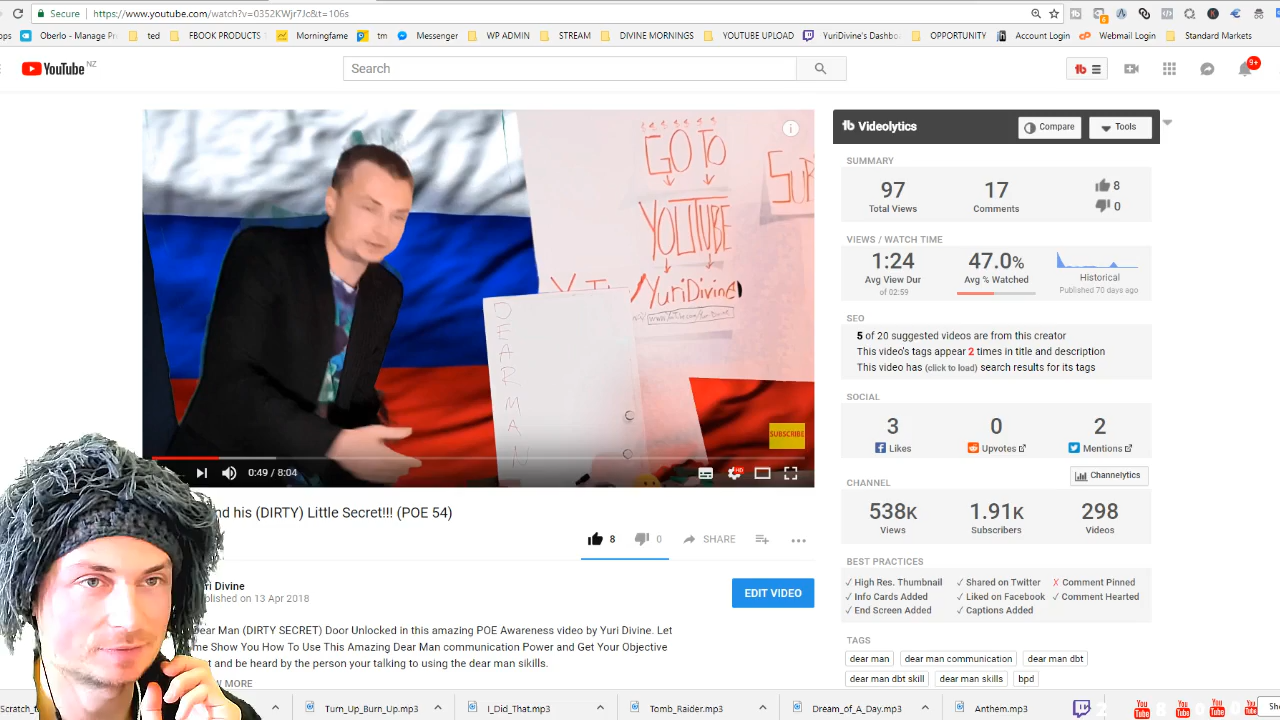 Secure
https://www.youtube.com/watch?v=0352KWjr7Jc&t=106s
Oberlo - Manage Pr
ted
FBOOK PRODUCTS
Morningfame
tm
Messenger
WP ADMIN
STREAM
DIVINE MORNINGS
YOUTUBE UPLOAD
YuriDivine's Dashbo
OPPORTUNITY
Account Login
Webmail Login
Standard Markets
YouTube NZ
Search
9+
GO TO
YOUTUBE
YuriDivine
DEAR MAN
SUBSCRIBE
0:49 / 8:04
HD
nd his (DIRTY) Little Secret!!! (POE 54)
8
0
SHARE
ri Divine
ublished on 13 Apr 2018
EDIT VIDEO
Dear Man (DIRTY SECRET) Door Unlocked in this amazing POE Awareness video by Yuri Divine. Let
me Show You How To Use This Amazing Dear Man communication Power and Get Your Objective
t and be heard by the person your talking to using the dear man skills.
W MORE
Videolytics
Compare
Tools
SUMMARY
97
17
8
0
Total Views
Comments
VIEWS / WATCH TIME
1:24
47.0%
Avg View Dur
Avg % Watched
Historical
of 02:59
Published 70 days ago
SEO
5 of 20 suggested videos are from this creator
This video's tags appear 2 times in title and description
This video has (click to load) search results for its tags
SOCIAL
3
0
2
Likes
Upvotes
Mentions
Channelytics
CHANNEL
538K
1.91K
298
Views
Subscribers
Videos
BEST PRACTICES
✓ High Res. Thumbnail
✓ Shared on Twitter
✗ Comment Pinned
✓ Info Cards Added
✓ Liked on Facebook
✓ Comment Hearted
✓ End Screen Added
✓ Captions Added
TAGS
dear man
dear man communication
dear man dbt
dear man dbt skill
dear man skills
bpd
Scratch_t
Turn_Up_Burn_Up.mp3
I_Did_That.mp3
Tomb_Raider.mp3
Dream_of_A_Day.mp3
Anthem.mp3